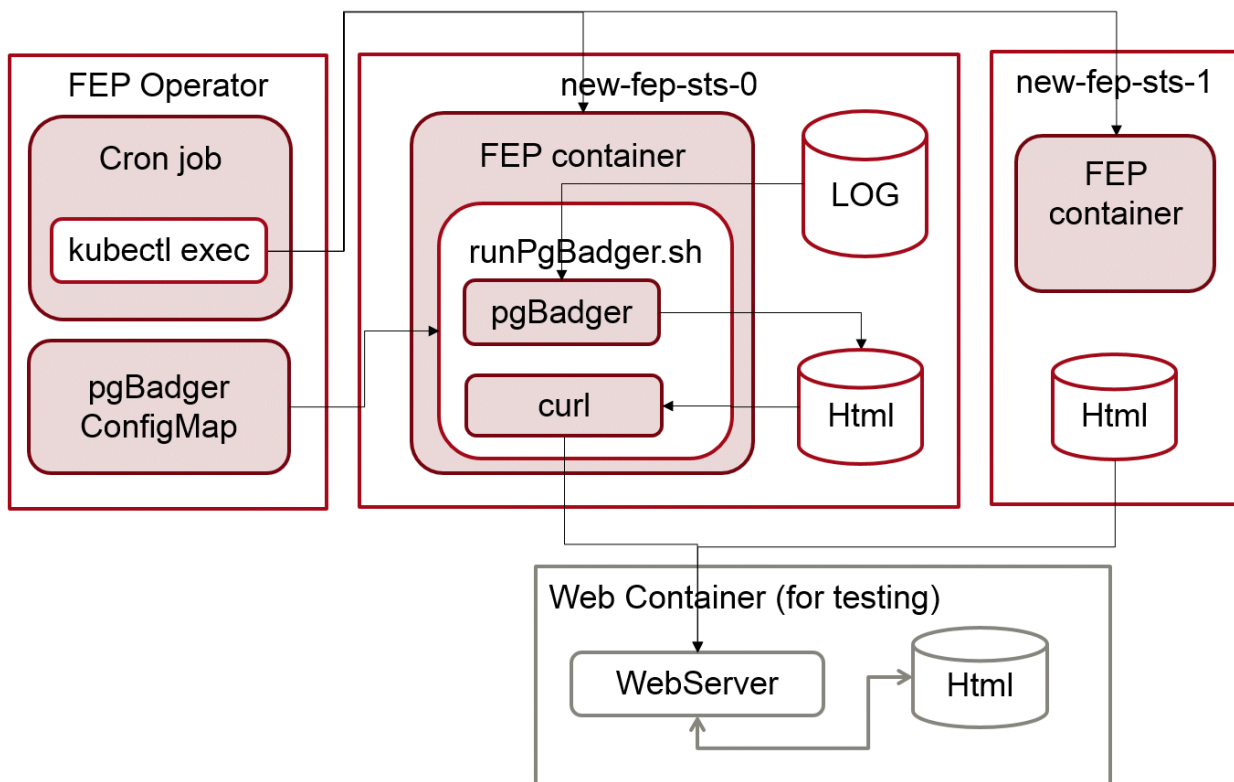 FEP Operator
Cron job
kubectl exec
pgBadger
ConfigMap
new-fep-sts-0
FEP container
LOG
runPgBadger.sh
pgBadger
curl
Html
new-fep-sts-1
FEP
container
Html
Web Container (for testing)
WebServer
Html